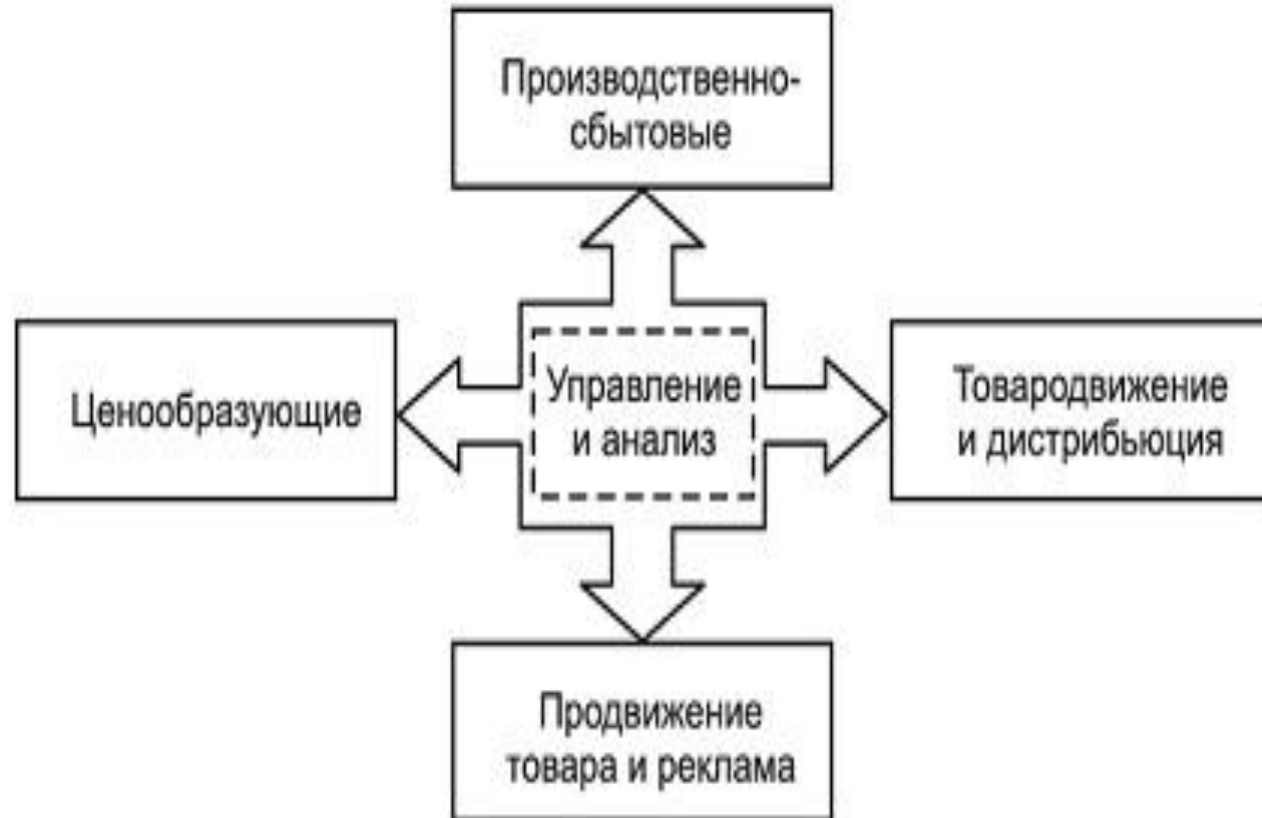 Производственно-
сбытовые
Ценообразующие
Управление
и анализ
Товародвижение
и дистрибьюция
Продвижение
товара и реклама